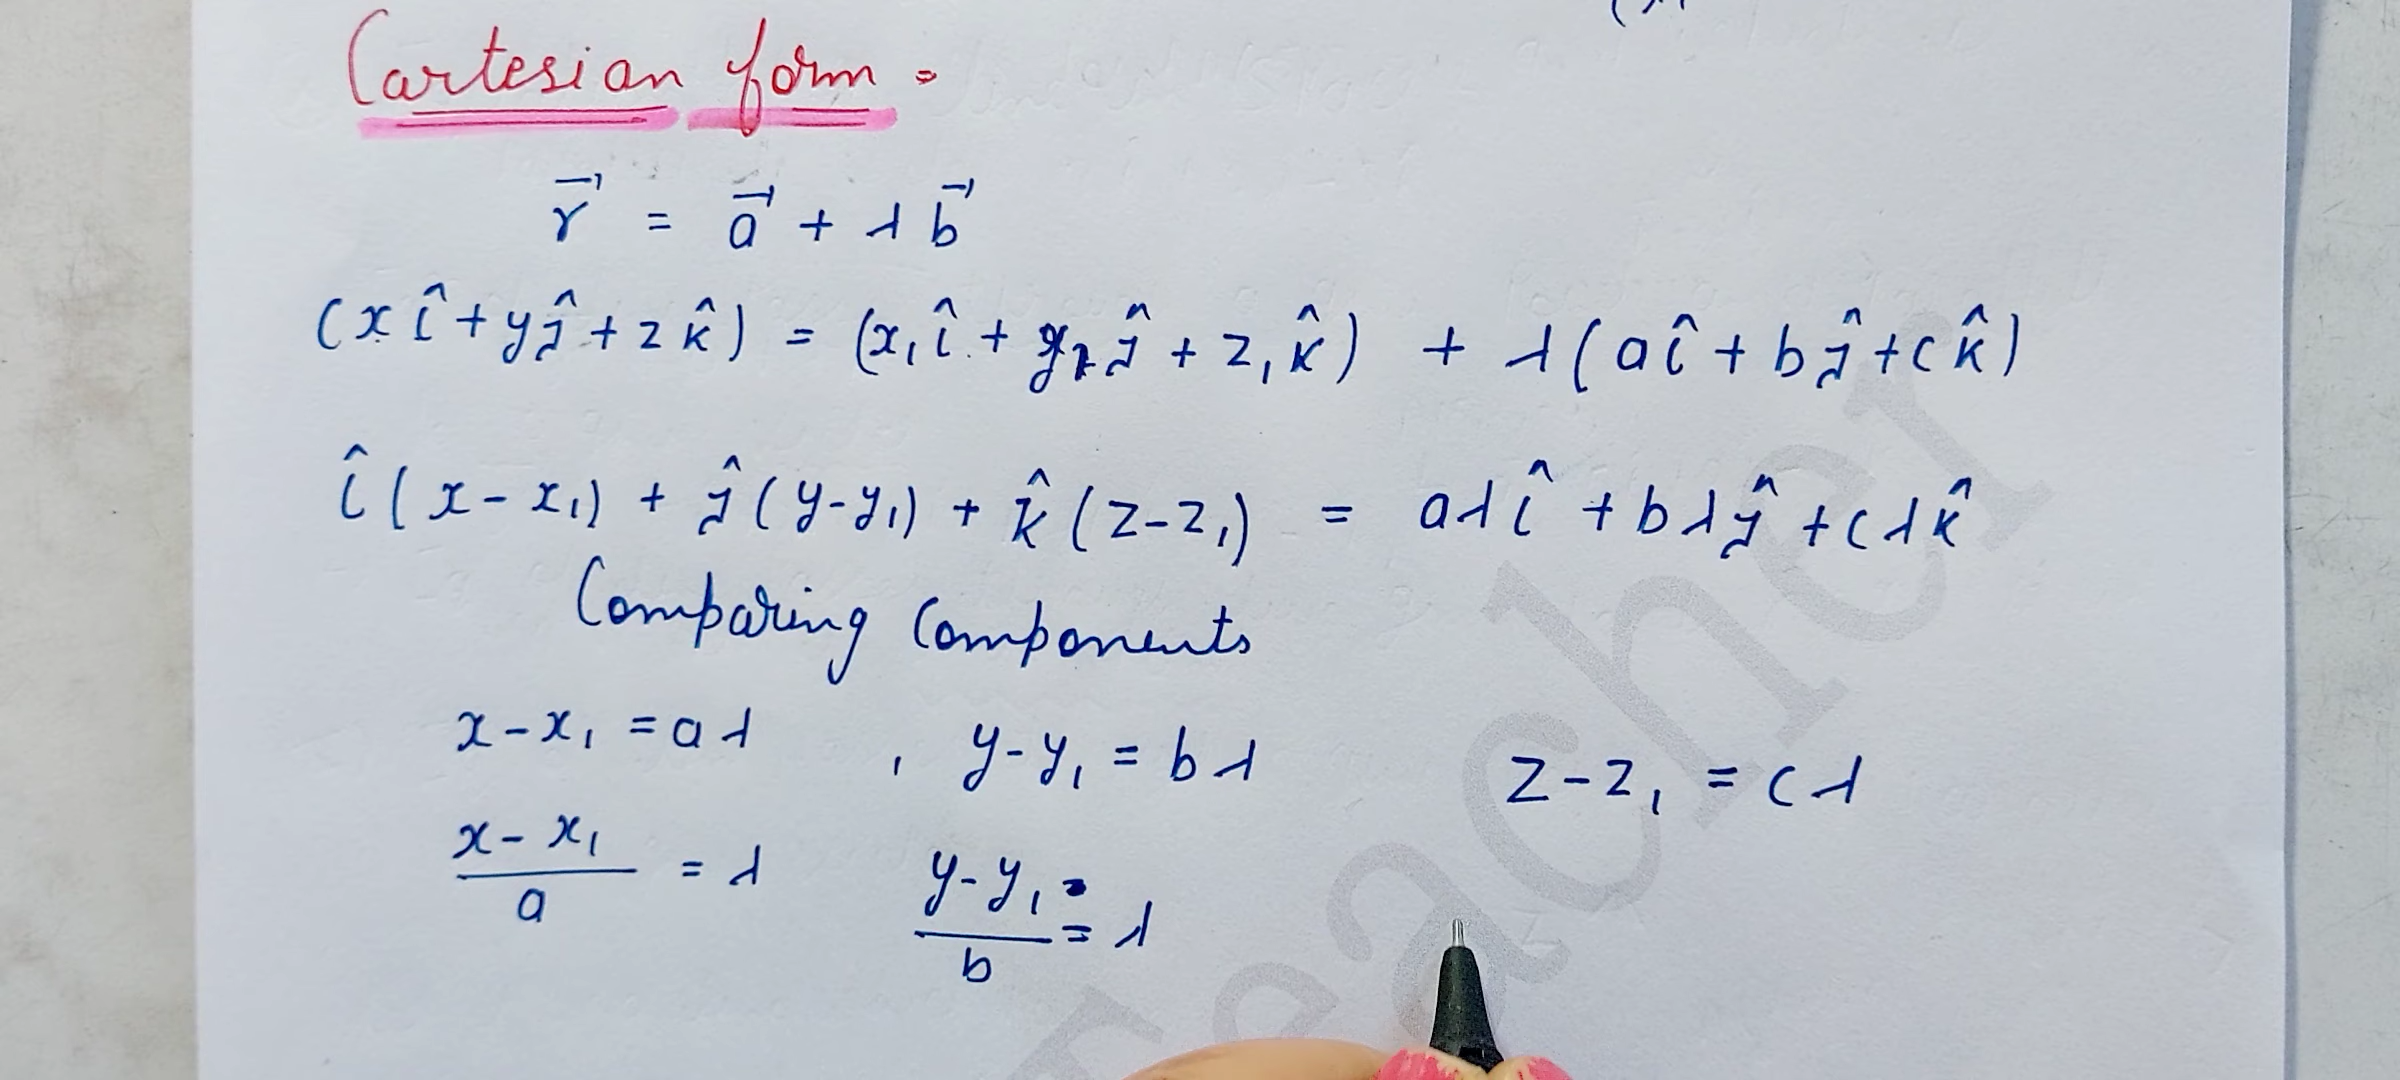 Cartesian form =
r⃗ = a⃗ + λ b⃗
(x î + y ĵ + z k̂) = (x₁ î + y₁ ĵ + z₁ k̂) + λ(a î + b ĵ + c k̂)
î(x - x₁) + ĵ(y - y₁) + k̂(z - z₁) = aλ î + bλ ĵ + cλ k̂
Comparing Components
x - x₁ = aλ , y - y₁ = bλ z - z₁ = cλ
(x - x₁)/a = λ (y - y₁)/b = λ
Teacher